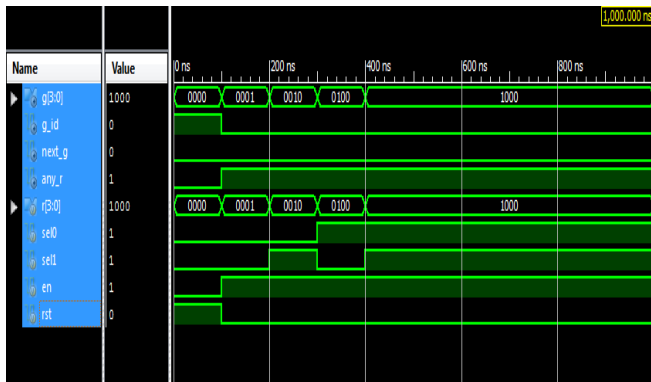 1,000.000 ns
Name Value 0 ns 200 ns 400 ns 600 ns 800 ns
g[3:0] 1000 0000 0001 0010 0100 1000
g_id 0
next_g 0
any_r 1
r[3:0] 1000 0000 0001 0010 0100 1000
sel0 1
sel1 1
en 1
rst 0